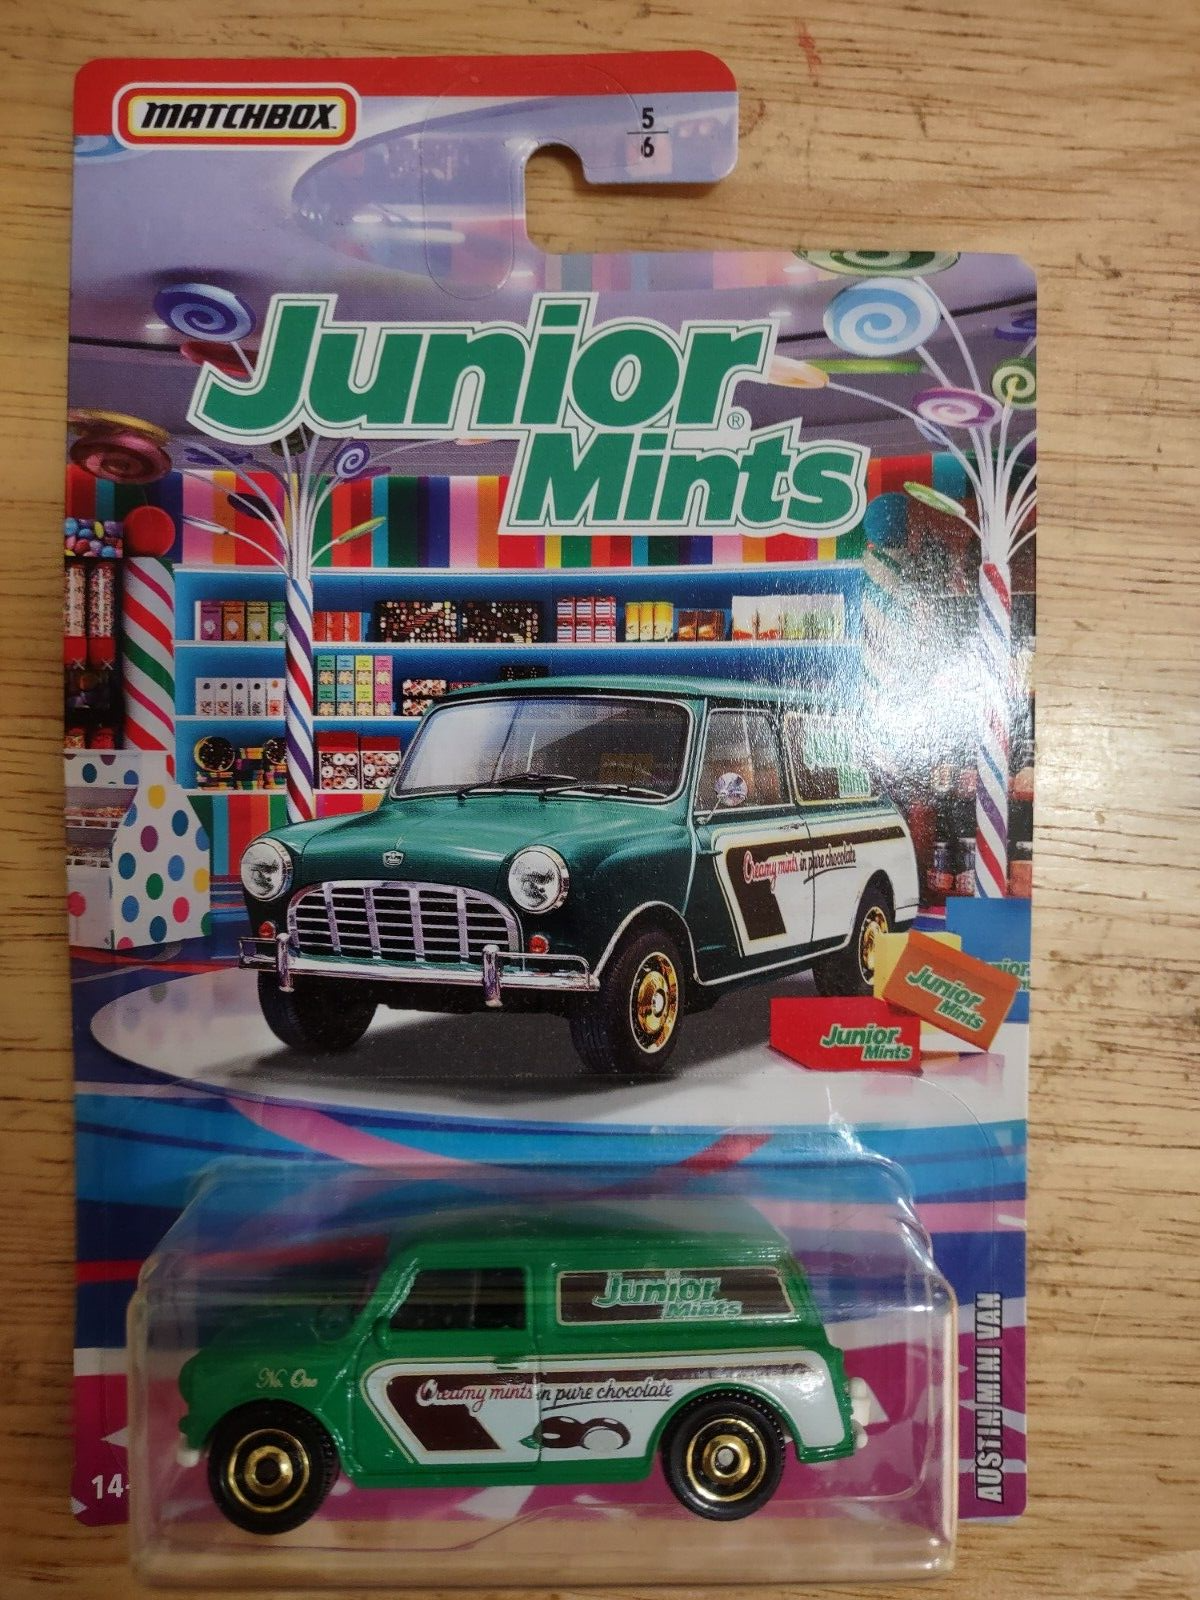 MATCHBOX
5
6
Junior
Mints®
Creamy mints in pure chocolate
Junior
Mints
Junior
Mints
Junior
Mints
No. One
Creamy mints in pure chocolate
AUSTIN MINI VAN
14-